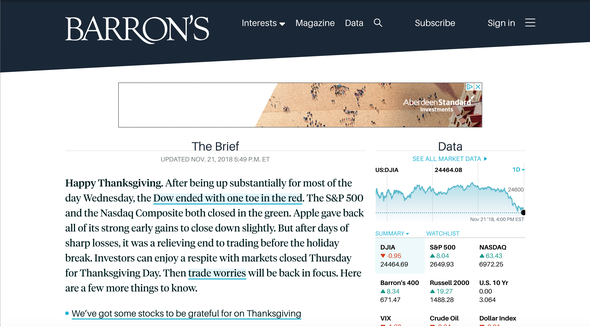 BARRON'S
Interests Magazine Data Subscribe Sign in
Aberdeen Standard
Investments
The Brief
UPDATED NOV. 21, 2018 5:49 P.M. ET
Happy Thanksgiving. After being up substantially for most of the
day Wednesday, the Dow ended with one toe in the red. The S&P 500
and the Nasdaq Composite both closed in the green. Apple gave back
all of its strong early gains to close down slightly. But after days of
sharp losses, it was a relieving end to trading before the holiday
break. Investors can enjoy a respite with markets closed Thursday
for Thanksgiving Day. Then trade worries will be back in focus. Here
are a few more things to know.
We've got some stocks to be grateful for on Thanksgiving
Data
SEE ALL MARKET DATA
US:DJIA 24464.08 1D
24600
Nov 21 '18, 4:00 PM EST
SUMMARY WATCHLIST
DJIA S&P 500 NASDAQ
-0.95 8.04 63.43
24464.69 2649.93 6972.25
Barron's 400 Russell 2000 U.S. 10 Yr
8.34 19.27 0.00
671.47 1488.28 3.064
VIX Crude Oil Dollar Index